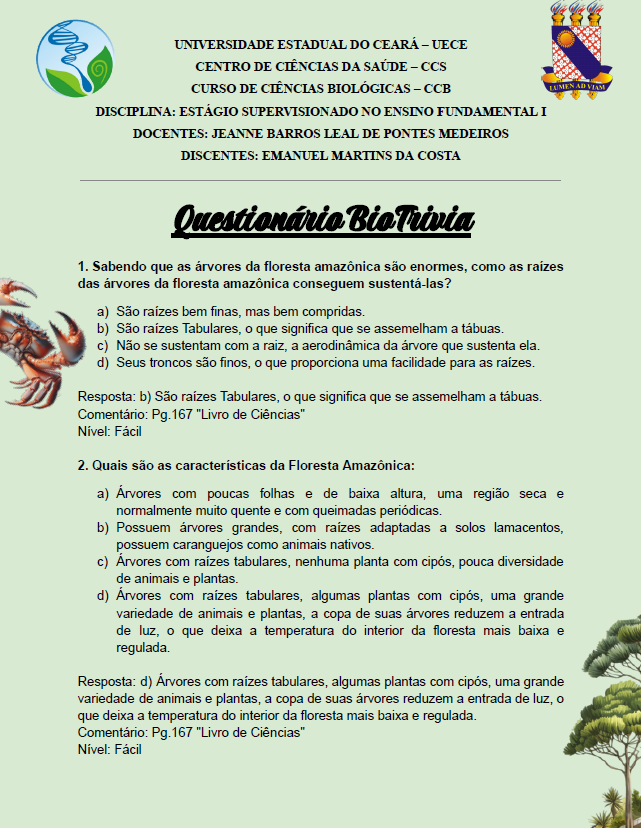 UNIVERSIDADE ESTADUAL DO CEARÁ – UECE
CENTRO DE CIÊNCIAS DA SAÚDE – CCS
CURSO DE CIÊNCIAS BIOLÓGICAS – CCB
DISCIPLINA: ESTÁGIO SUPERVISIONADO NO ENSINO FUNDAMENTAL I
DOCENTES: JEANNE BARROS LEAL DE PONTES MEDEIROS
DISCENTES: EMANUEL MARTINS DA COSTA
LUMEN AD VIAM
Questionário BioTrivia
1. Sabendo que as árvores da floresta amazônica são enormes, como as raízes
das árvores da floresta amazônica conseguem sustentá-las?
a) São raízes bem finas, mas bem compridas.
b) São raízes Tabulares, o que significa que se assemelham a tábuas.
c) Não se sustentam com a raiz, a aerodinâmica da árvore que sustenta ela.
d) Seus troncos são finos, o que proporciona uma facilidade para as raízes.
Resposta: b) São raízes Tabulares, o que significa que se assemelham a tábuas.
Comentário: Pg.167 "Livro de Ciências"
Nível: Fácil
2. Quais são as características da Floresta Amazônica:
a) Árvores com poucas folhas e de baixa altura, uma região seca e
normalmente muito quente e com queimadas periódicas.
b) Possuem árvores grandes, com raízes adaptadas a solos lamacentos,
possuem caranguejos como animais nativos.
c) Árvores com raízes tabulares, nenhuma planta com cipós, pouca diversidade
de animais e plantas.
d) Árvores com raízes tabulares, algumas plantas com cipós, uma grande
variedade de animais e plantas, a copa de suas árvores reduzem a entrada
de luz, o que deixa a temperatura do interior da floresta mais baixa e
regulada.
Resposta: d) Árvores com raízes tabulares, algumas plantas com cipós, uma grande
variedade de animais e plantas, a copa de suas árvores reduzem a entrada de luz, o
que deixa a temperatura do interior da floresta mais baixa e regulada.
Comentário: Pg.167 "Livro de Ciências"
Nível: Fácil